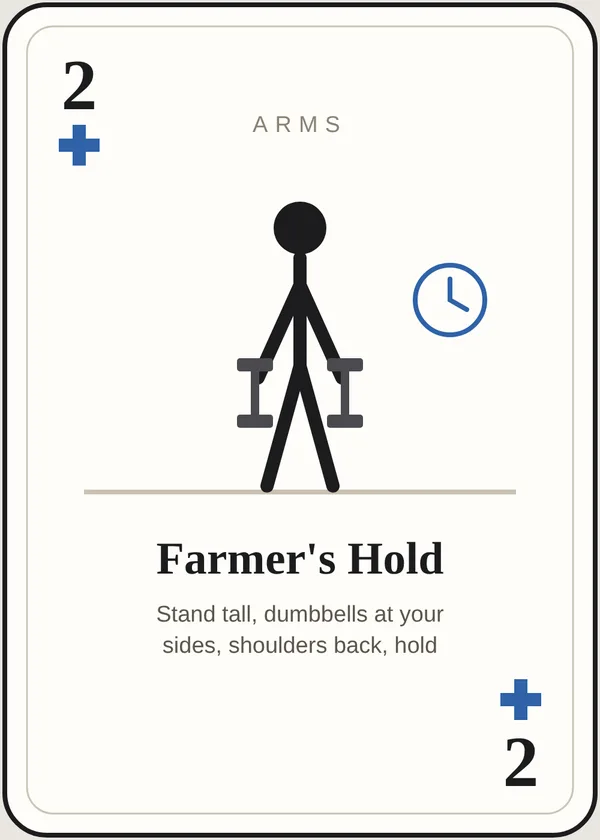 2
ARMS
Farmer's Hold
Stand tall, dumbbells at your
sides, shoulders back, hold
2